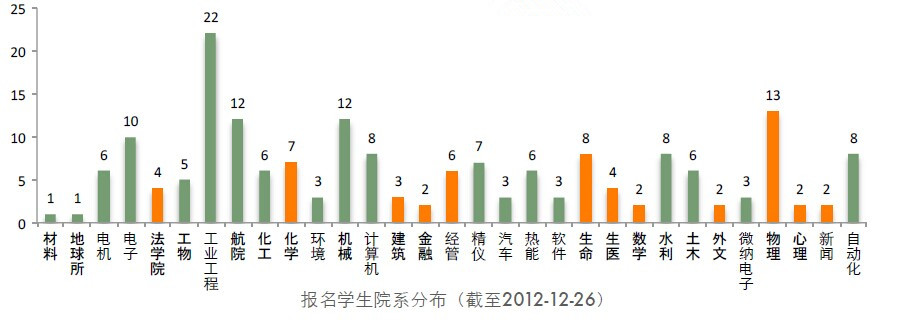 25
20
15
10
5
0
1 1 6 10 4 5 22 12 6 7 3 12 8 3 2 6 7 3 6 3 8 4 2 8 6 2 3 13 2 2 8
材料 地球所 电机 电子 法学院 工物 工业工程 航院 化工 化学 环境 机械 计算机 建筑 金融 经管 精仪 汽车 热能 软件 生命 生医 数学 水利 土木 外文 微纳电子 物理 心理 新闻 自动化
报名学生院系分布（截至2012-12-26）